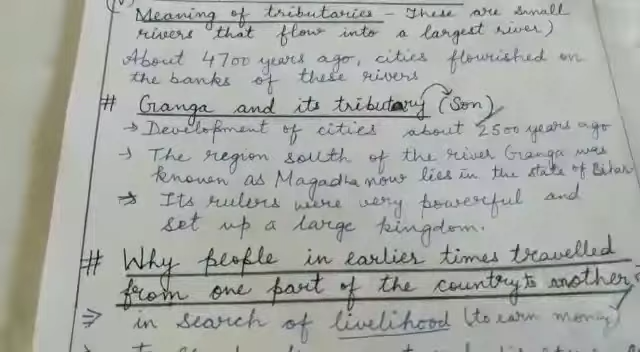 (v)
Meaning of tributaries - These are small
rivers that flow into a largest river)
About 4700 years ago, cities flourished on
the banks of these rivers
# Ganga and its tributary (Son)
→ Development of cities about 2500 years ago
→ The region south of the river Ganga was
known as Magadha now lies in the state of Bihar
→ Its rulers were very powerful and
set up a large kingdom.
# Why people in earlier times travelled
from one part of the country to another?
⇒ in search of livelihood (to earn money)